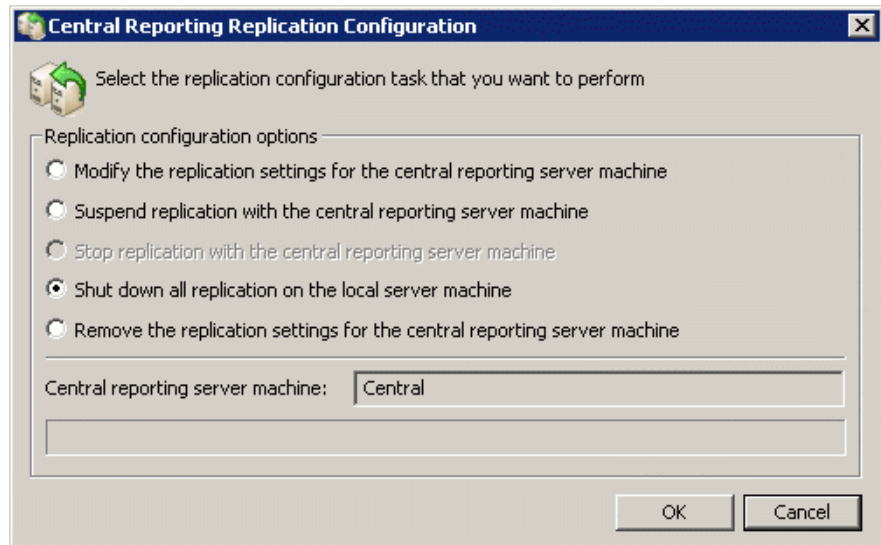 Central Reporting Replication Configuration
Select the replication configuration task that you want to perform
Replication configuration options
Modify the replication settings for the central reporting server machine
Suspend replication with the central reporting server machine
Stop replication with the central reporting server machine
Shut down all replication on the local server machine
Remove the replication settings for the central reporting server machine
Central reporting server machine: Central
OK Cancel